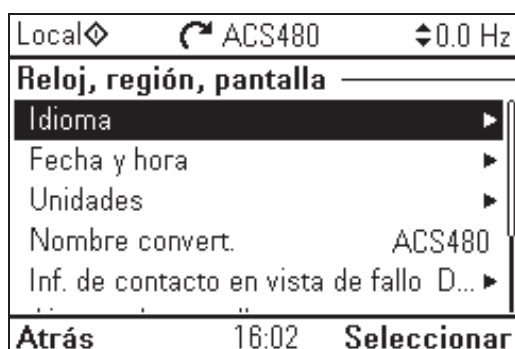 Local ACS480 0.0 Hz
Reloj, región, pantalla
Idioma
Fecha y hora
Unidades
Nombre convert. ACS480
Inf. de contacto en vista de fallo D...
Atrás 16:02 Seleccionar